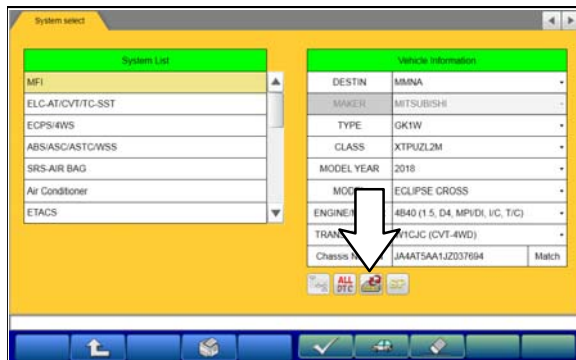 System select
System List
MFI
ELC-AT/CVT/TC-SST
ECPS/4WS
ABS/ASC/ASTC/WSS
SRS-AIR BAG
Air Conditioner
ETACS
Vehicle Information
DESTIN MMNA
MAKER MITSUBISHI
TYPE GK1W
CLASS XTPUZL2M
MODEL YEAR 2018
ECLIPSE CROSS
4B40 (1.5, D4, MPI/DI, I/C, T/C)
W1CJC (CVT-4WD)
Chassis JA4AT5AA1JZ037694 Match
ALL
DTC